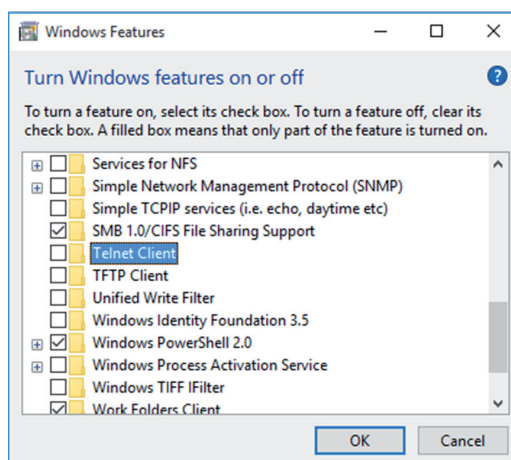 Windows Features
Turn Windows features on or off
?
To turn a feature on, select its check box. To turn a feature off, clear its
check box. A filled box means that only part of the feature is turned on.
Services for NFS
Simple Network Management Protocol (SNMP)
Simple TCPIP services (i.e. echo, daytime etc)
SMB 1.0/CIFS File Sharing Support
Telnet Client
TFTP Client
Unified Write Filter
Windows Identity Foundation 3.5
Windows PowerShell 2.0
Windows Process Activation Service
Windows TIFF IFilter
Work Folders Client
OK Cancel